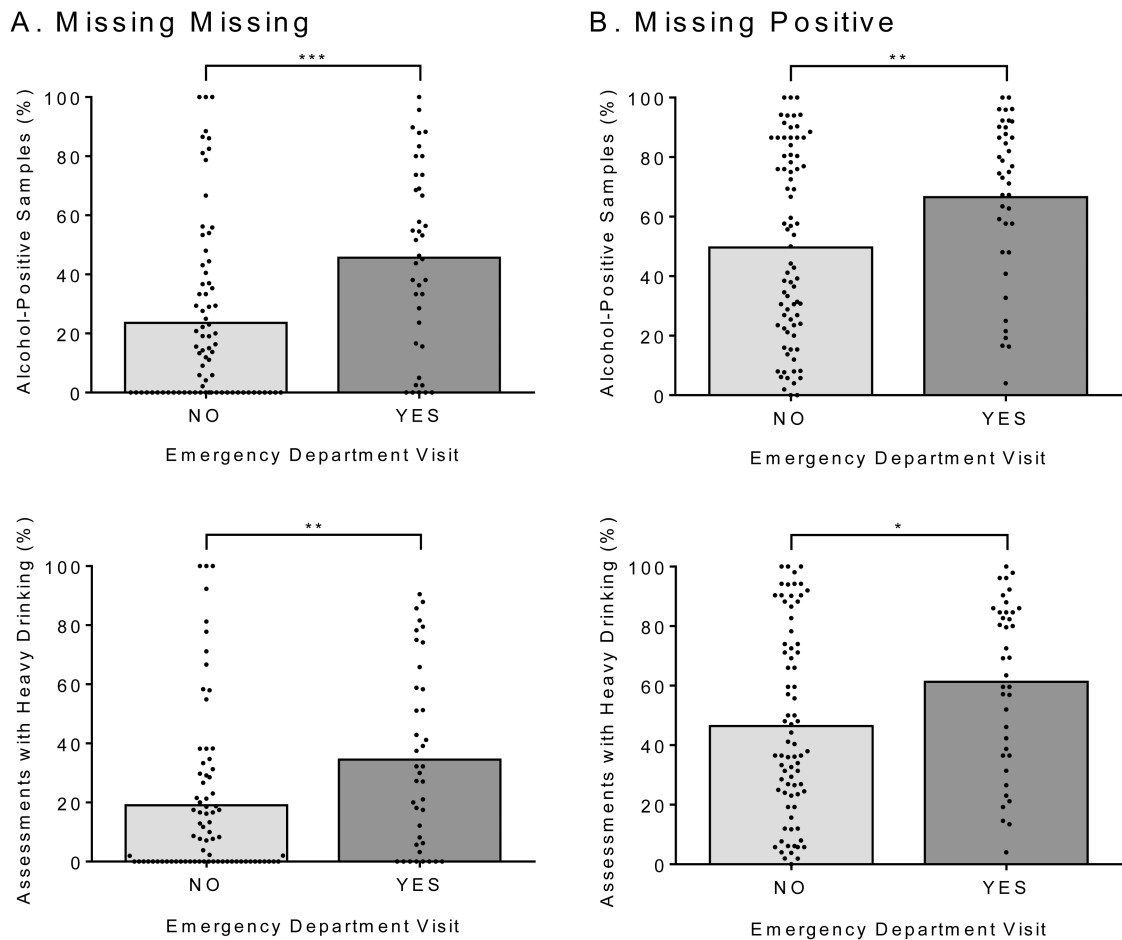 A. Missing Missing
***
Alcohol-Positive Samples (%)
100
80
60
40
20
0
NO
YES
Emergency Department Visit
B. Missing Positive
**
Alcohol-Positive Samples (%)
100
80
60
40
20
0
NO
YES
Emergency Department Visit
**
Assessments with Heavy Drinking (%)
100
80
60
40
20
0
NO
YES
Emergency Department Visit
*
Assessments with Heavy Drinking (%)
100
80
60
40
20
0
NO
YES
Emergency Department Visit